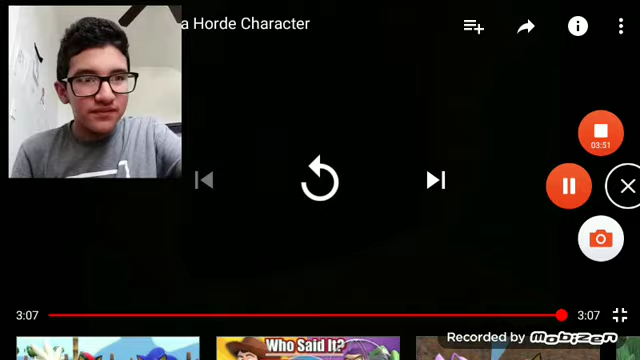 a Horde Character
03:51
3:07
3:07
Who Said It?
Recorded by mobizen